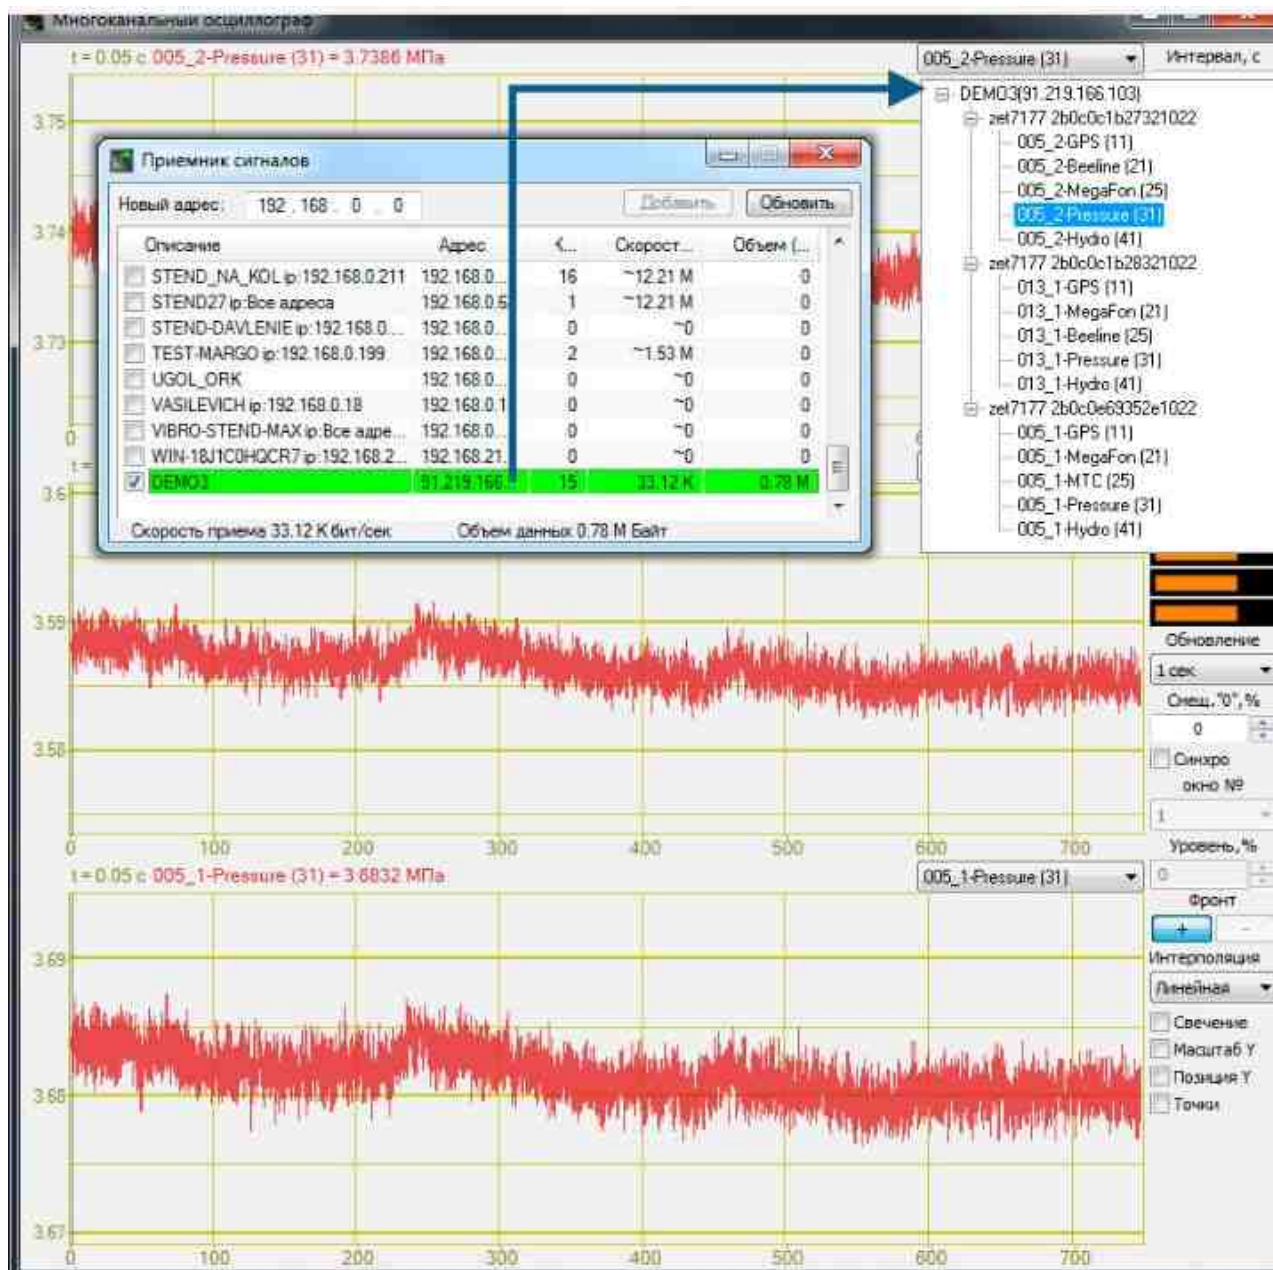 Многоканальный осциллограф
t = 0.05 с 005_2-Pressure (31) = 3.7386 МПа
005_2-Pressure (31)
Интервал, с
DEMO3(91.219.166.103)
zet7177 2b0c0c1b27321022
005_2-GPS (11)
005_2-Beeline (21)
005_2-MegaFon (25)
005_2-Pressure (31)
005_2-Hydro (41)
zet7177 2b0c0c1b28321022
013_1-GPS (11)
013_1-MegaFon (21)
013_1-Beeline (25)
013_1-Pressure (31)
013_1-Hydro (41)
zet7177 2b0c0e69352e1022
005_1-GPS (11)
005_1-MegaFon (21)
005_1-MTC (25)
005_1-Pressure (31)
005_1-Hydro (41)
3.75
3.74
3.73
0
Приемник сигналов
Новый адрес: 192 . 168 . 0 . 0 Добавить Обновить
Описание Адрес К... Скорост... Объем (...
STEND_NA_KOL ip:192.168.0.211 192.168.0... 16 ~12.21 M 0
STEND27 ip:Все адреса 192.168.0.6 1 ~12.21 M 0
STEND-DAVLENIE ip:192.168.0... 192.168.0... 0 ~0 0
TEST-MARGO ip:192.168.0.199 192.168.0... 2 ~1.53 M 0
UGOL_ORK 192.168.0... 0 ~0 0
VASILEVICH ip:192.168.0.18 192.168.0.1 0 ~0 0
VIBRO-STEND-MAX ip:Все адре... 192.168.0... 0 ~0 0
WIN-18J1C0HQCR7 ip:192.168.2... 192.168.21. 0 ~0 0
DEMO3 91.219.166... 15 33.12 K 0.78 M
Скорость приема 33.12 К бит/сек Объем данных 0.78 М Байт
t =
3.6
3.59
3.58
0 100 200 300 400 500 600 700
Обновление
1 сек
Смещ."0",%
0
Синхро
окно №
1
Уровень,%
0
Фронт
+ -
Интерполяция
Линейная
Свечение
Масштаб Y
Позиция Y
Точки
t = 0.05 с 005_1-Pressure (31) = 3.6832 МПа
005_1-Pressure (31)
3.69
3.68
3.67
0 100 200 300 400 500 600 700